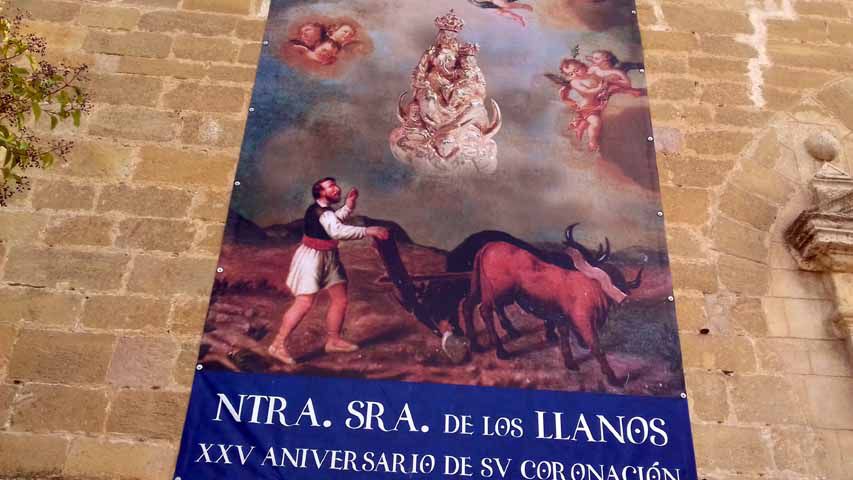 NTRA. SRA. DE LOS LLANOS
XXV ANIVERSARIO DE SV CORONACIÓN